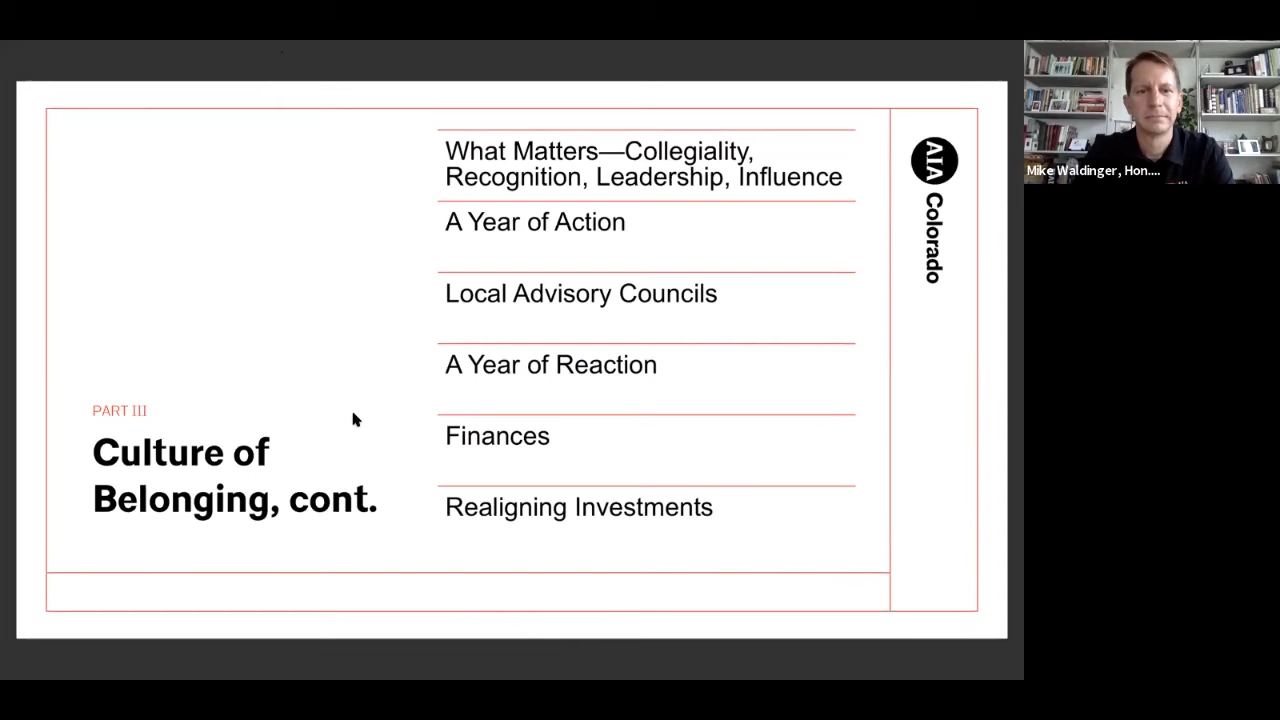 What Matters—Collegiality,
Recognition, Leadership, Influence
A Year of Action
Local Advisory Councils
A Year of Reaction
Finances
Realigning Investments
PART III
Culture of
Belonging, cont.
AIA Colorado
Mike Waldinger, Hon....